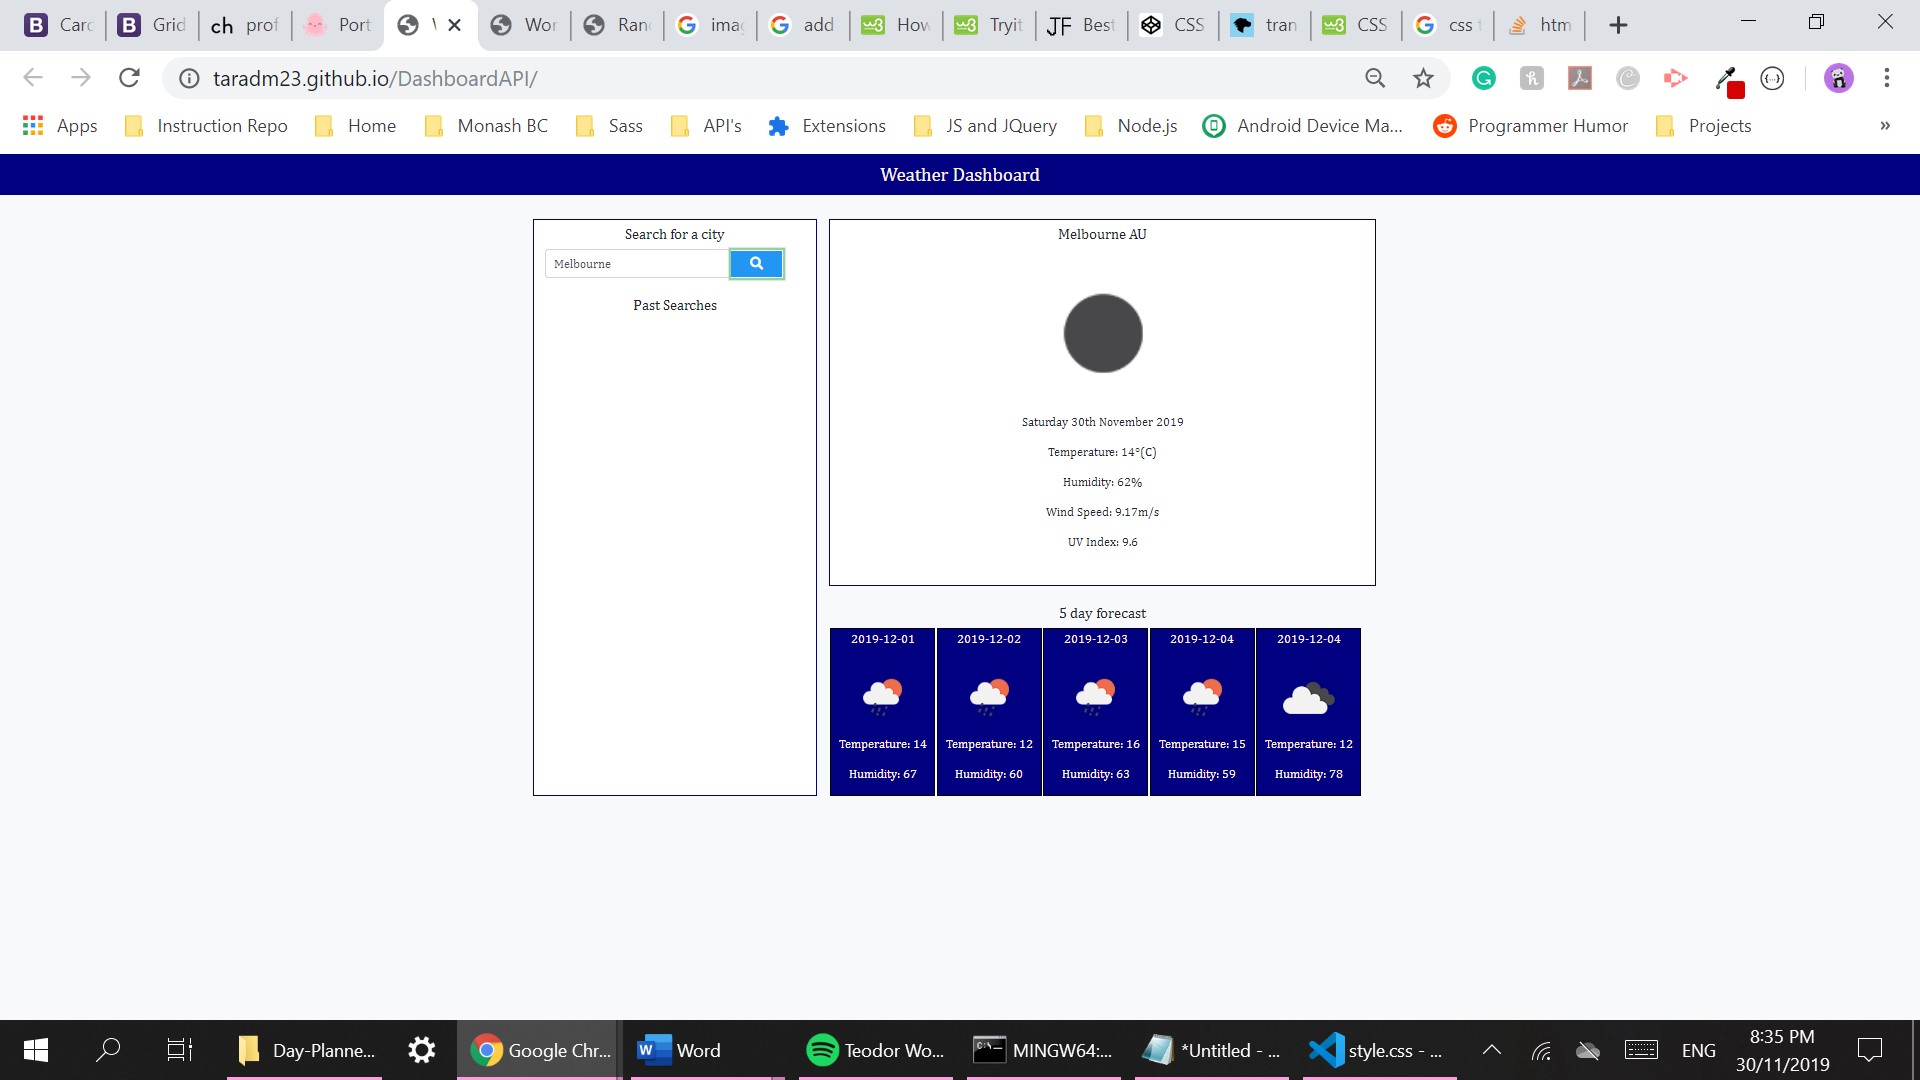 Card
Grid
ch prof
Port
Wor
Ran
imag
add
How
Tryit
JF Best
CSS
tran
CSS
css t
htm
taradm23.github.io/DashboardAPI/
Apps
Instruction Repo
Home
Monash BC
Sass
API's
Extensions
JS and JQuery
Node.js
Android Device Ma...
Programmer Humor
Projects
»
Weather Dashboard
Search for a city
Melbourne
Past Searches
Melbourne AU
Saturday 30th November 2019
Temperature: 14°(C)
Humidity: 62%
Wind Speed: 9.17m/s
UV Index: 9.6
5 day forecast
2019-12-01
Temperature: 14
Humidity: 67
2019-12-02
Temperature: 12
Humidity: 60
2019-12-03
Temperature: 16
Humidity: 63
2019-12-04
Temperature: 15
Humidity: 59
2019-12-04
Temperature: 12
Humidity: 78
Day-Planne...
Google Chr...
Word
Teodor Wo...
MINGW64:...
*Untitled - ...
style.css - ...
ENG
8:35 PM
30/11/2019